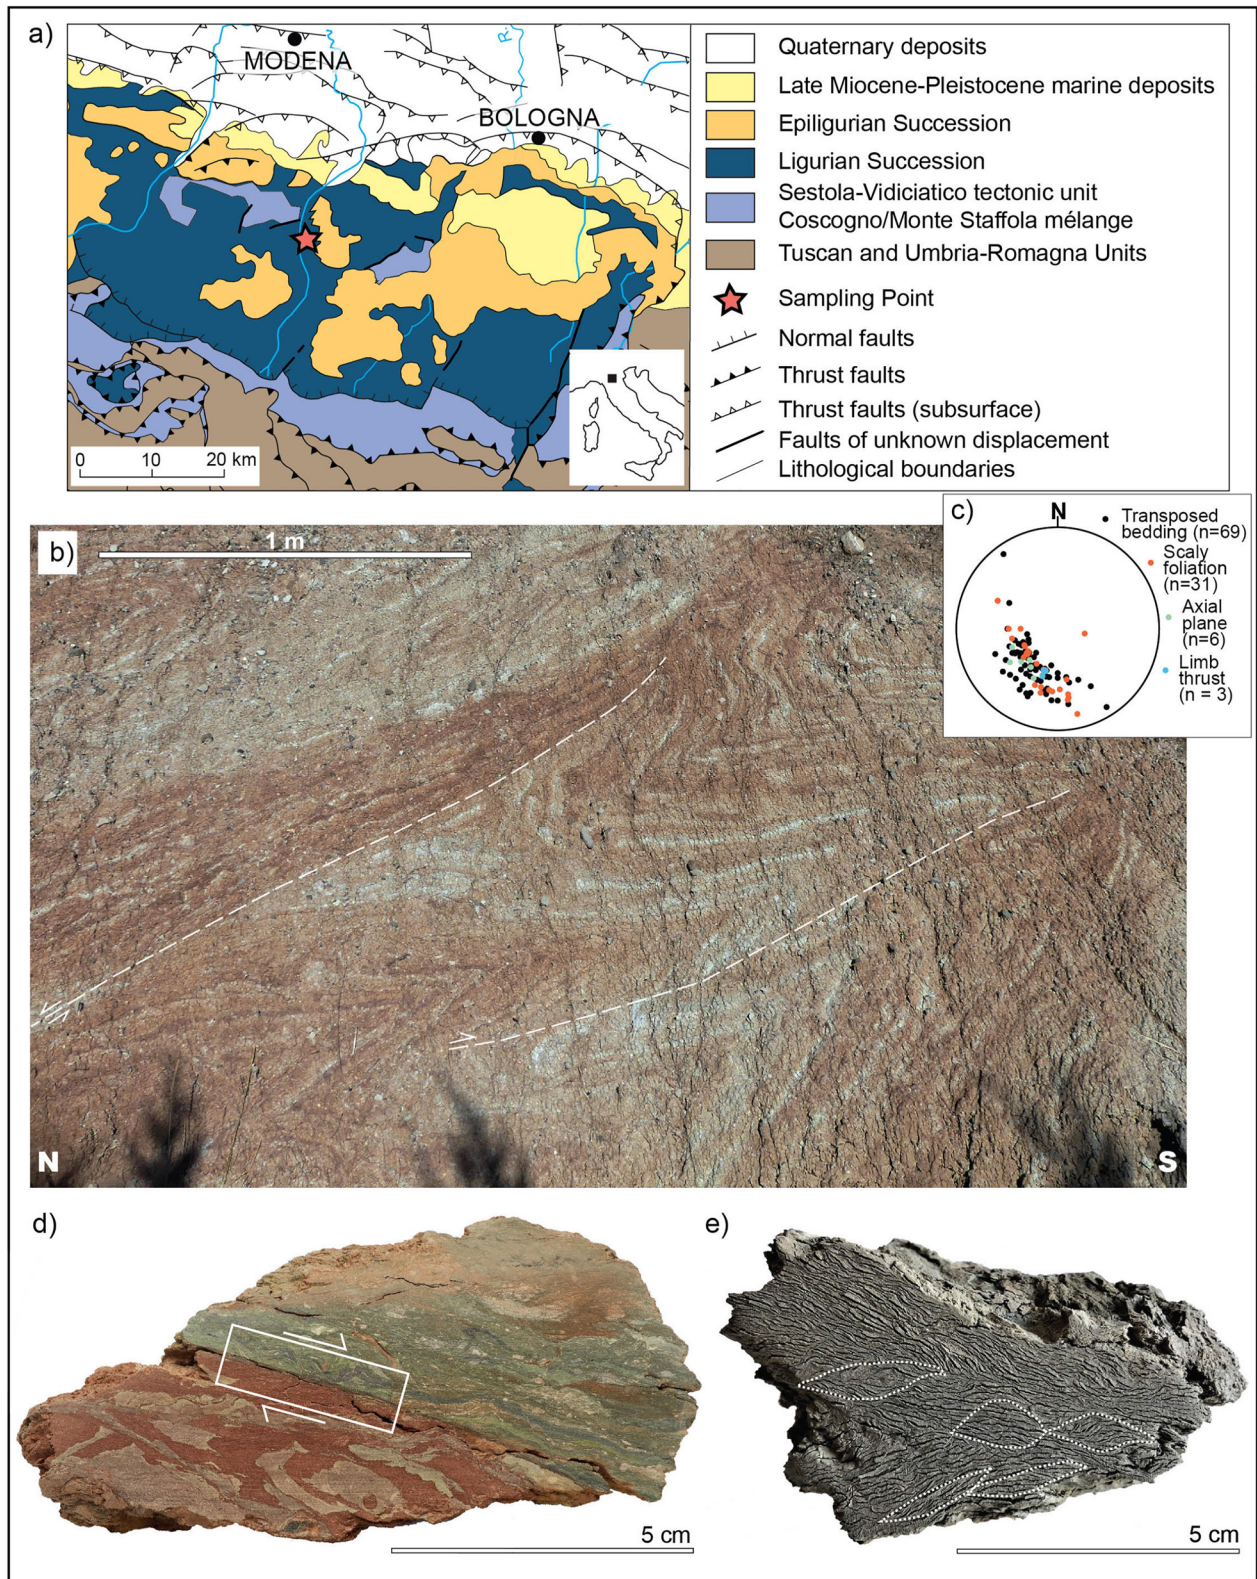 a)
MODENA
R.
BOLOGNA
0 10 20 km
Quaternary deposits
Late Miocene-Pleistocene marine deposits
Epiligurian Succession
Ligurian Succession
Sestola-Vidiciatico tectonic unit
Coscogno/Monte Staffola mélange
Tuscan and Umbria-Romagna Units
Sampling Point
Normal faults
Thrust faults
Thrust faults (subsurface)
Faults of unknown displacement
Lithological boundaries
b)
1 m
N
S
c)
N
Transposed
bedding (n=69)
Scaly
foliation
(n=31)
Axial
plane
(n=6)
Limb
thrust
(n = 3)
d)
5 cm
e)
5 cm